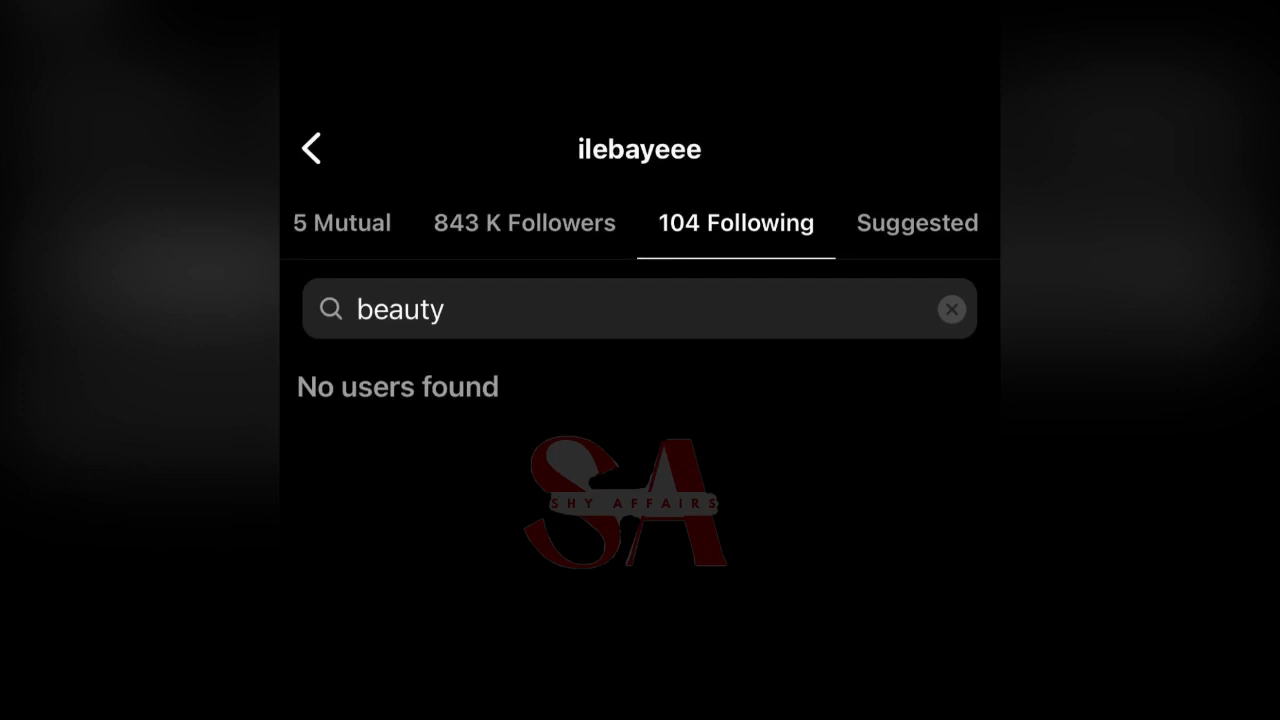 ilebayeee
5 Mutual 843 K Followers 104 Following Suggested
beauty
No users found
SA
SHY AFFAIRS